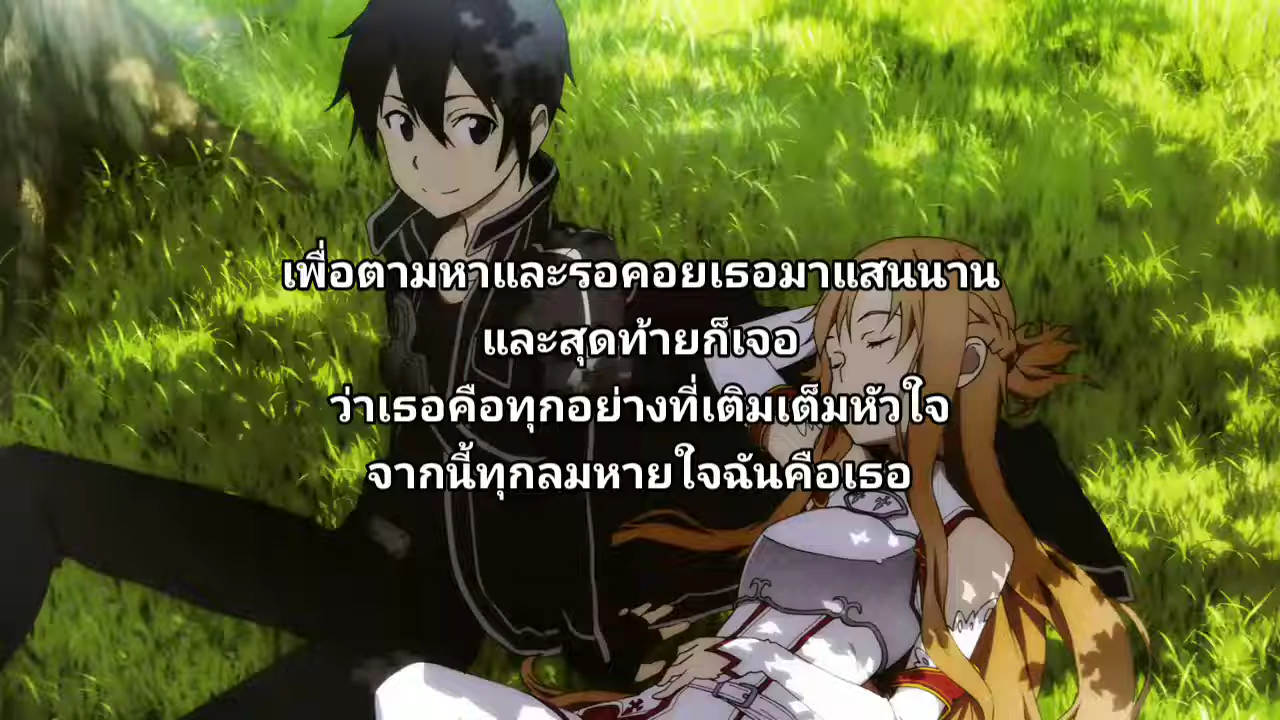 เพื่อตามหาและรอคอยเธอมาแสนนาน
และสุดท้ายก็เจอ
ว่าเธอคือทุกอย่างที่เติมเต็มหัวใจ
จากนี้ทุกลมหายใจฉันคือเธอ